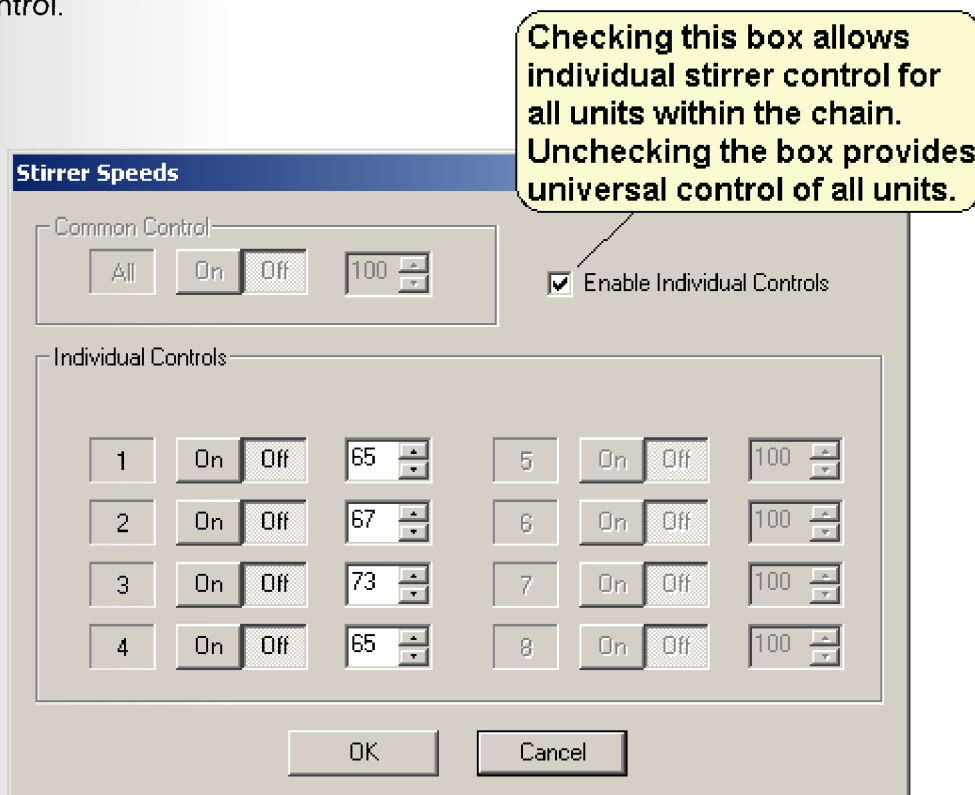 ntrol.
Checking this box allows
individual stirrer control for
all units within the chain.
Unchecking the box provides
universal control of all units.
Stirrer Speeds
Common Control
All On Off 100
Enable Individual Controls
Individual Controls
1 On Off 65 5 On Off 100
2 On Off 67 6 On Off 100
3 On Off 73 7 On Off 100
4 On Off 65 8 On Off 100
OK Cancel